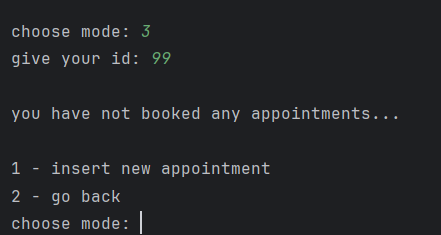 choose mode: 3
give your id: 99
you have not booked any appointments...
1 - insert new appointment
2 - go back
choose mode: